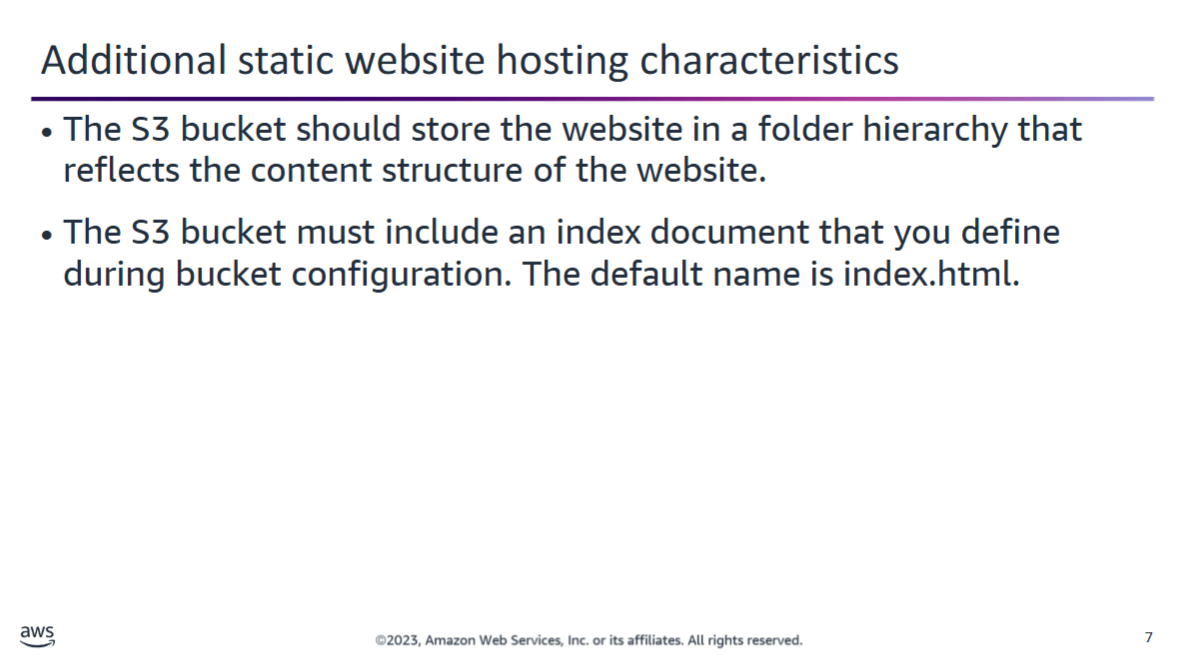 Additional static website hosting characteristics
• The S3 bucket should store the website in a folder hierarchy that
reflects the content structure of the website.
• The S3 bucket must include an index document that you define
during bucket configuration. The default name is index.html.
aws
©2023, Amazon Web Services, Inc. or its affiliates. All rights reserved.
7